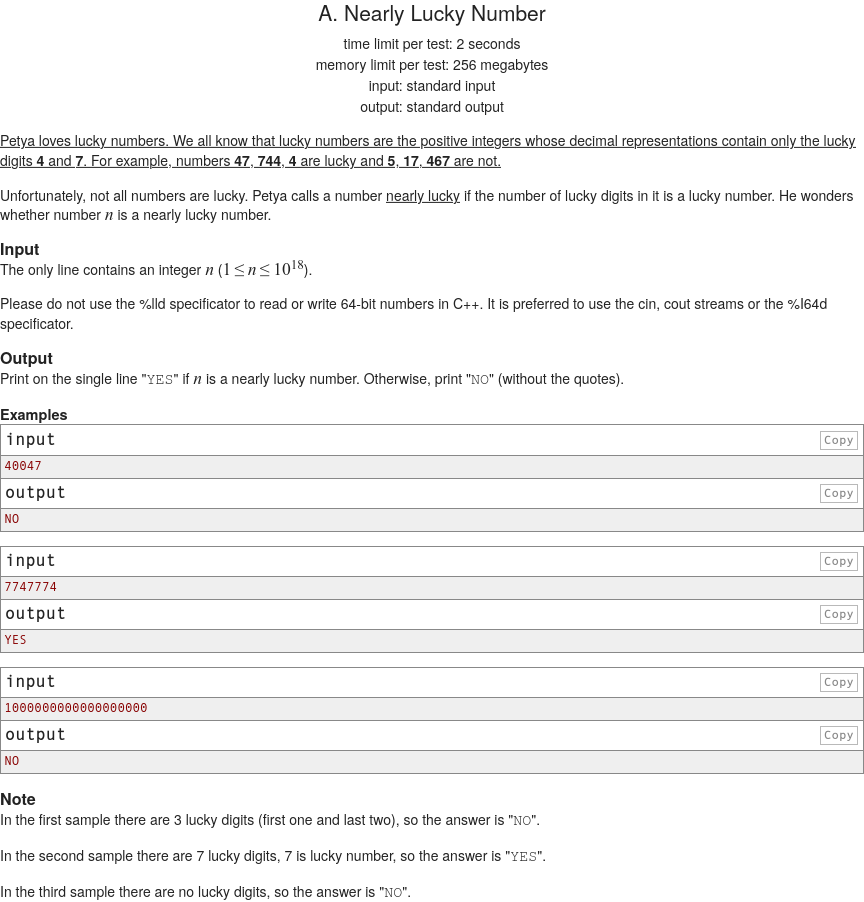 A. Nearly Lucky Number
time limit per test: 2 seconds
memory limit per test: 256 megabytes
input: standard input
output: standard output
Petya loves lucky numbers. We all know that lucky numbers are the positive integers whose decimal representations contain only the lucky
digits 4 and 7. For example, numbers 47, 744, 4 are lucky and 5, 17, 467 are not.
Unfortunately, not all numbers are lucky. Petya calls a number nearly lucky if the number of lucky digits in it is a lucky number. He wonders
whether number n is a nearly lucky number.
Input
The only line contains an integer n (1 ≤ n ≤ 10^18).
Please do not use the %lld specificator to read or write 64-bit numbers in C++. It is preferred to use the cin, cout streams or the %I64d
specificator.
Output
Print on the single line "YES" if n is a nearly lucky number. Otherwise, print "NO" (without the quotes).
Examples
input Copy
40047
output Copy
NO
input Copy
7747774
output Copy
YES
input Copy
1000000000000000000
output Copy
NO
Note
In the first sample there are 3 lucky digits (first one and last two), so the answer is "NO".
In the second sample there are 7 lucky digits, 7 is lucky number, so the answer is "YES".
In the third sample there are no lucky digits, so the answer is "NO".